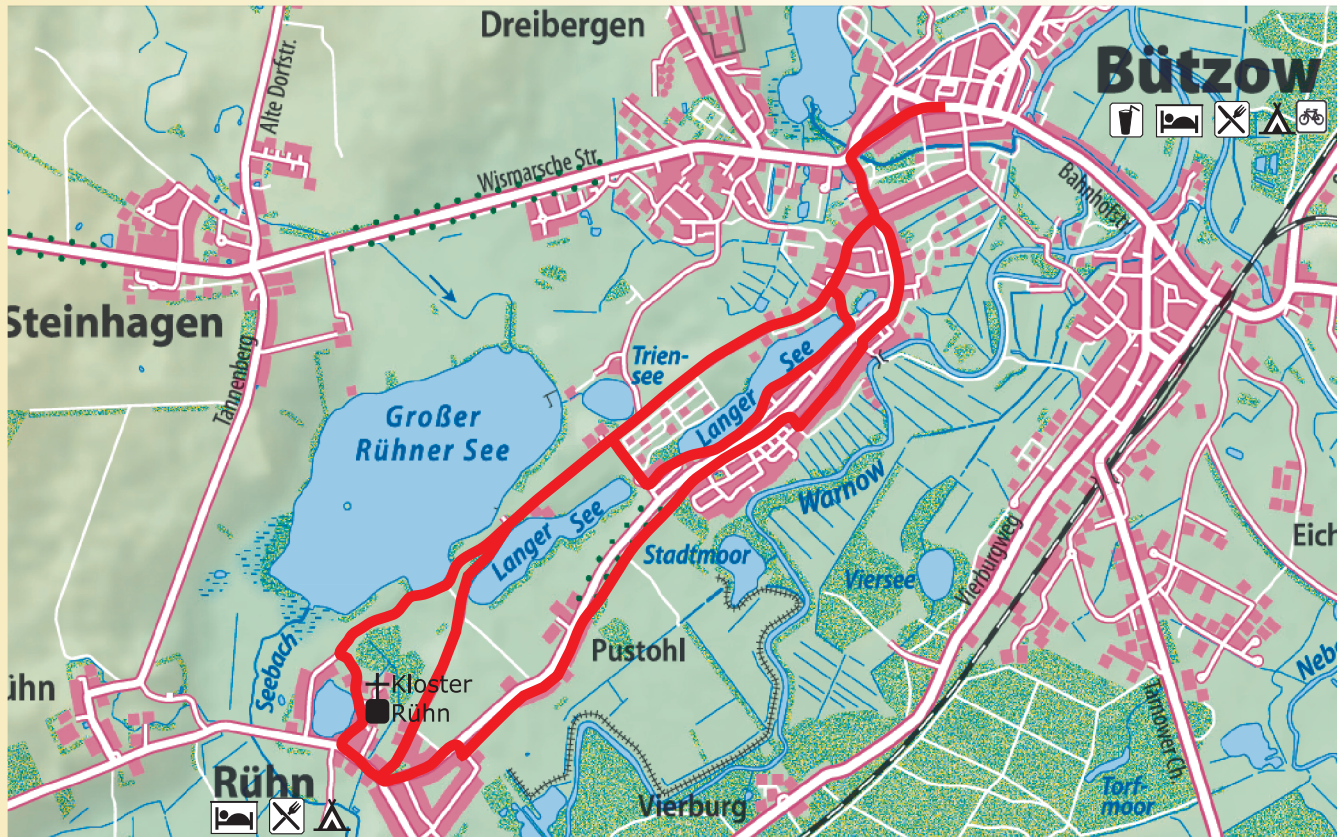 Dreibergen
Bützow
Alte Dorfstr.
Wismarsche Str.
Bahnhofstr.
Steinhagen
Tannenberg
Trien-
see
Langer See
Großer
Rühner See
Langer See
Warnow
Stadtmoor
Viersee
Vierburgweg
Eich
Seebach
Pustohl
ühn
Kloster
Rühn
Nebu
Rühn
Vierburg
Torf-
moor